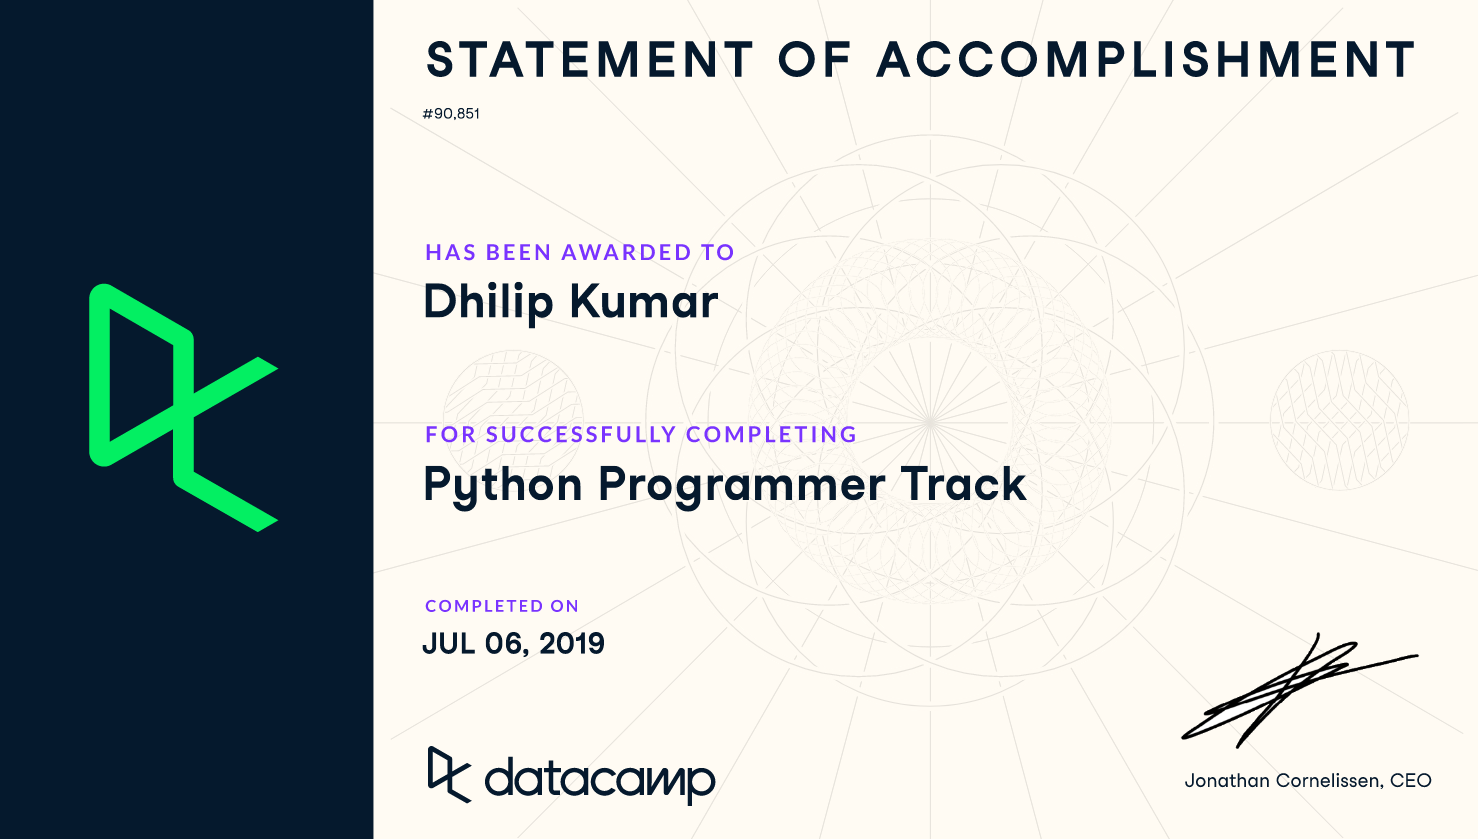 STATEMENT OF ACCOMPLISHMENT
#90,851
HAS BEEN AWARDED TO
Dhilip Kumar
FOR SUCCESSFULLY COMPLETING
Python Programmer Track
COMPLETED ON
JUL 06, 2019
datacamp
Jonathan Cornelissen, CEO